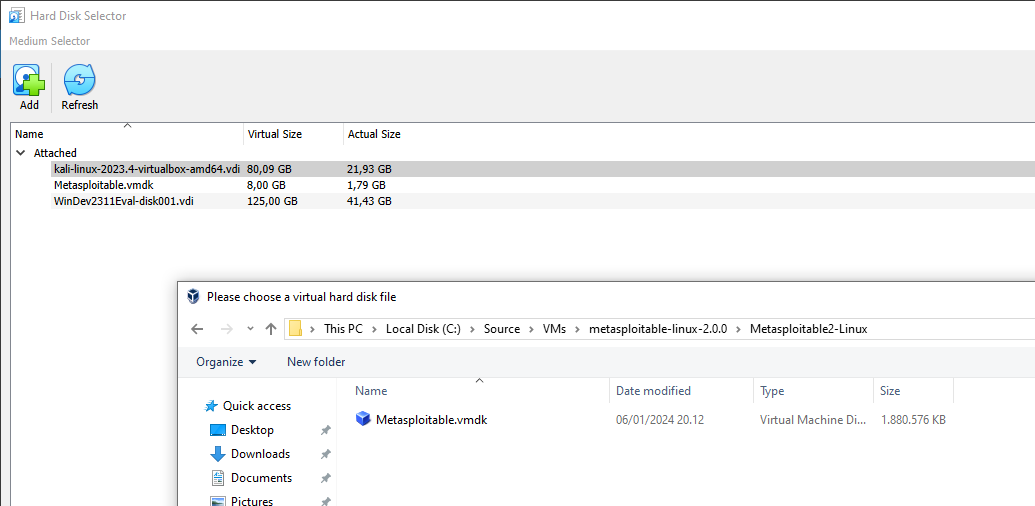 Hard Disk Selector
Medium Selector
Add Refresh
Name Virtual Size Actual Size
Attached
kali-linux-2023.4-virtualbox-amd64.vdi 80,09 GB 21,93 GB
Metasploitable.vmdk 8,00 GB 1,79 GB
WinDev2311Eval-disk001.vdi 125,00 GB 41,43 GB
Please choose a virtual hard disk file
This PC > Local Disk (C:) > Source > VMs > metasploitable-linux-2.0.0 > Metasploitable2-Linux
Organize New folder
Name Date modified Type Size
Quick access
Metasploitable.vmdk 06/01/2024 20.12 Virtual Machine Di... 1.880.576 KB
Desktop
Downloads
Documents
Pictures